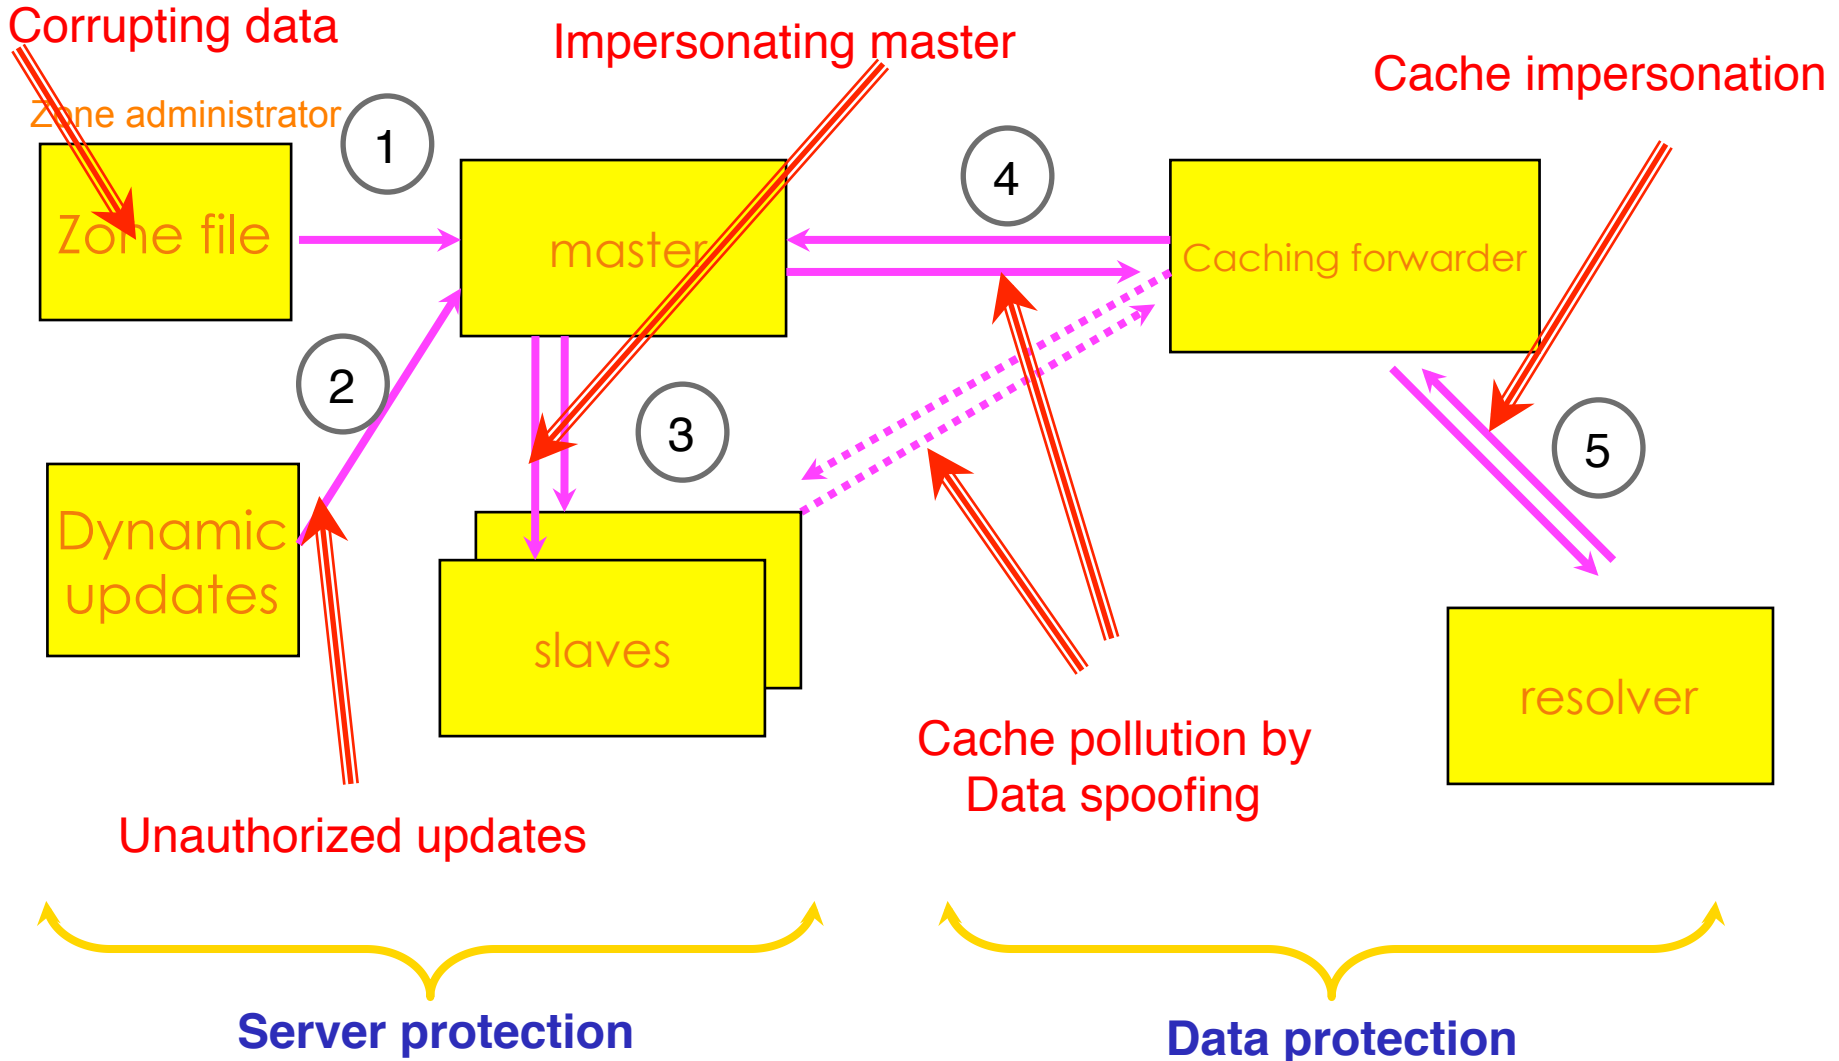 Corrupting data
Impersonating master
Cache impersonation
Zone administrator
1
4
Zone file
master
Caching forwarder
2
3
5
Dynamic
updates
slaves
resolver
Cache pollution by
Data spoofing
Unauthorized updates
Server protection
Data protection